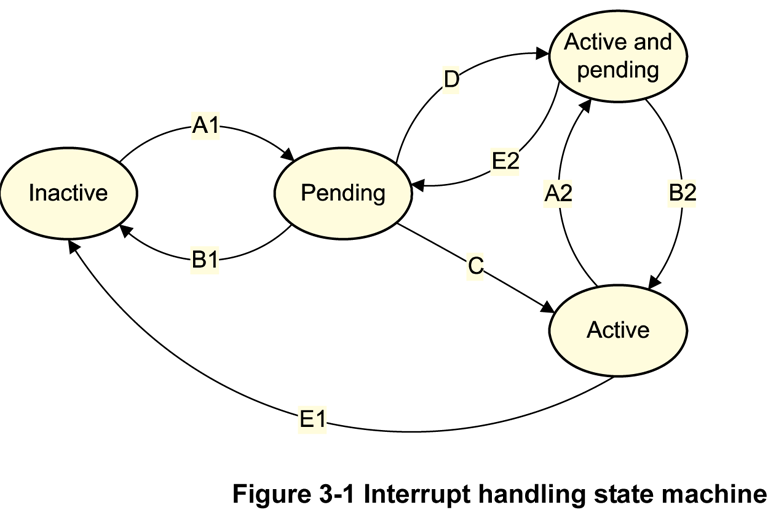 Active and
pending
D
A1
E2
Inactive
Pending
A2
B2
B1
C
Active
E1
Figure 3-1 Interrupt handling state machine